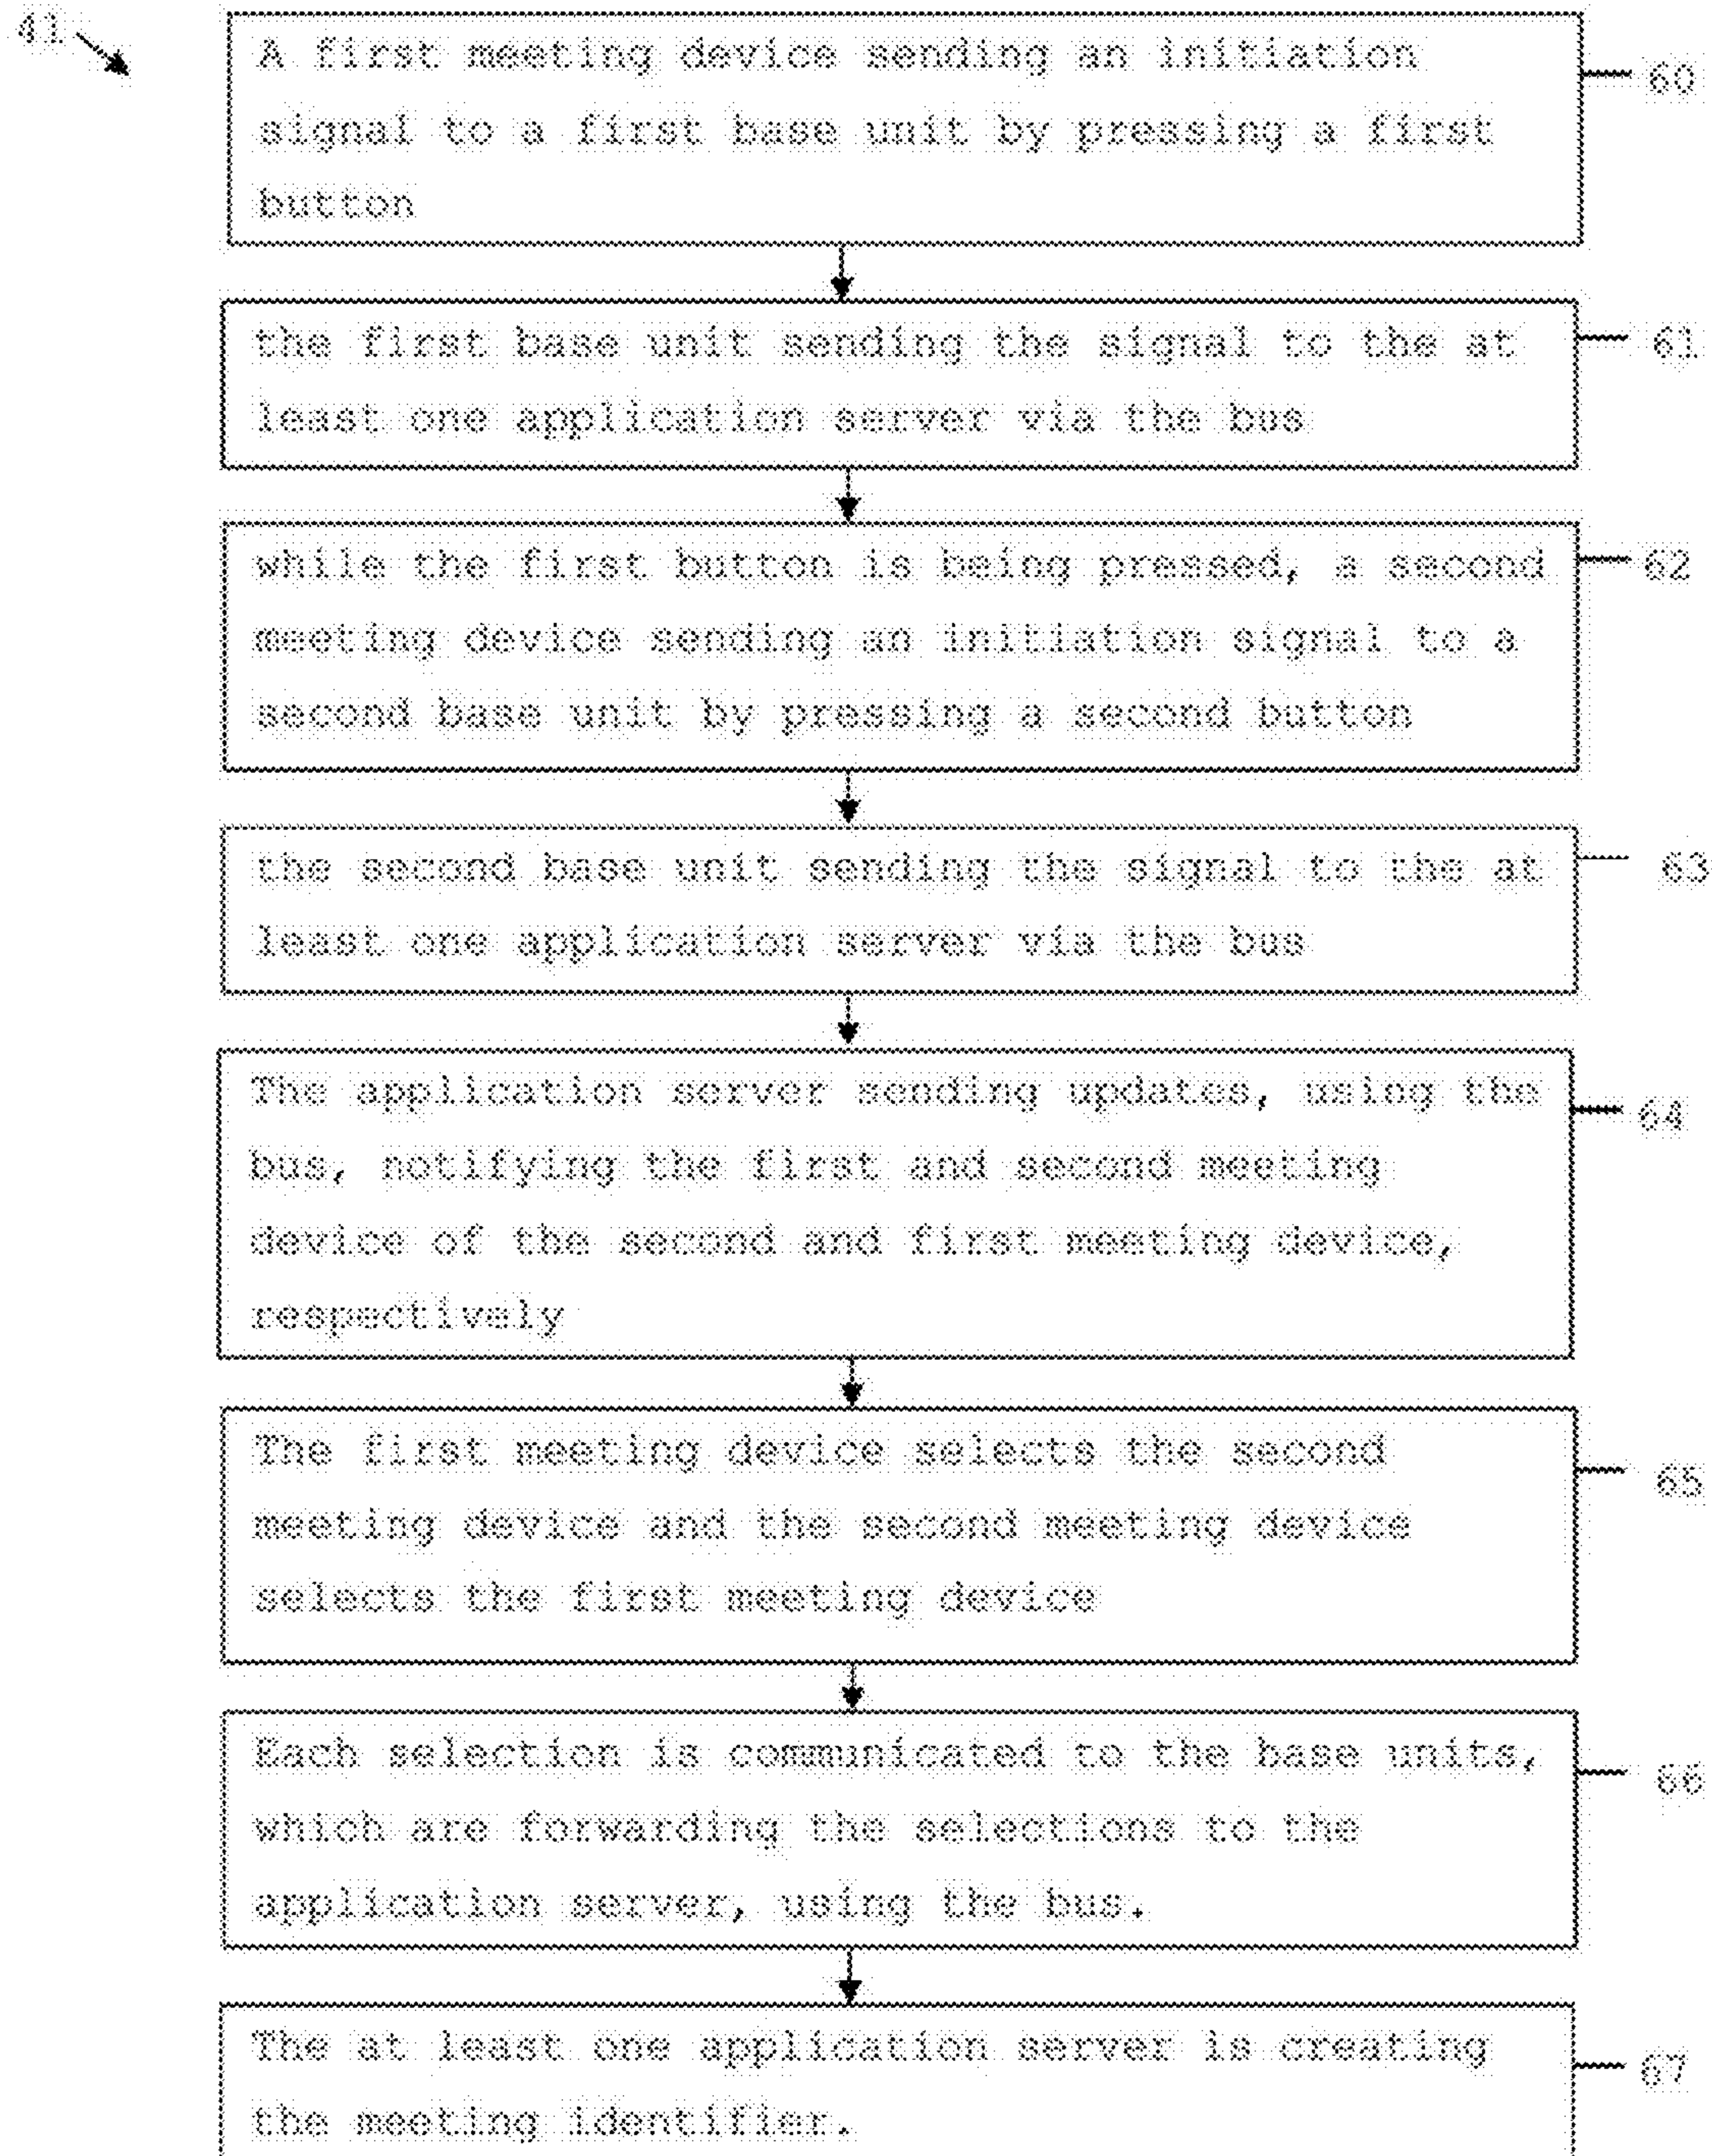 41
A first meeting device sending an initiation
signal to a first base unit by pressing a first
button
60
the first base unit sending the signal to the at
least one application server via the bus
61
while the first button is being pressed, a second
meeting device sending an initiation signal to a
second base unit by pressing a second button
62
the second base unit sending the signal to the at
least one application server via the bus
63
The application server sending updates, using the
bus, notifying the first and second meeting
device of the second and first meeting device,
respectively
64
The first meeting device selects the second
meeting device and the second meeting device
selects the first meeting device
65
Each selection is communicated to the base units,
which are forwarding the selections to the
application server, using the bus.
66
The at least one application server is creating
the meeting identifier.
67